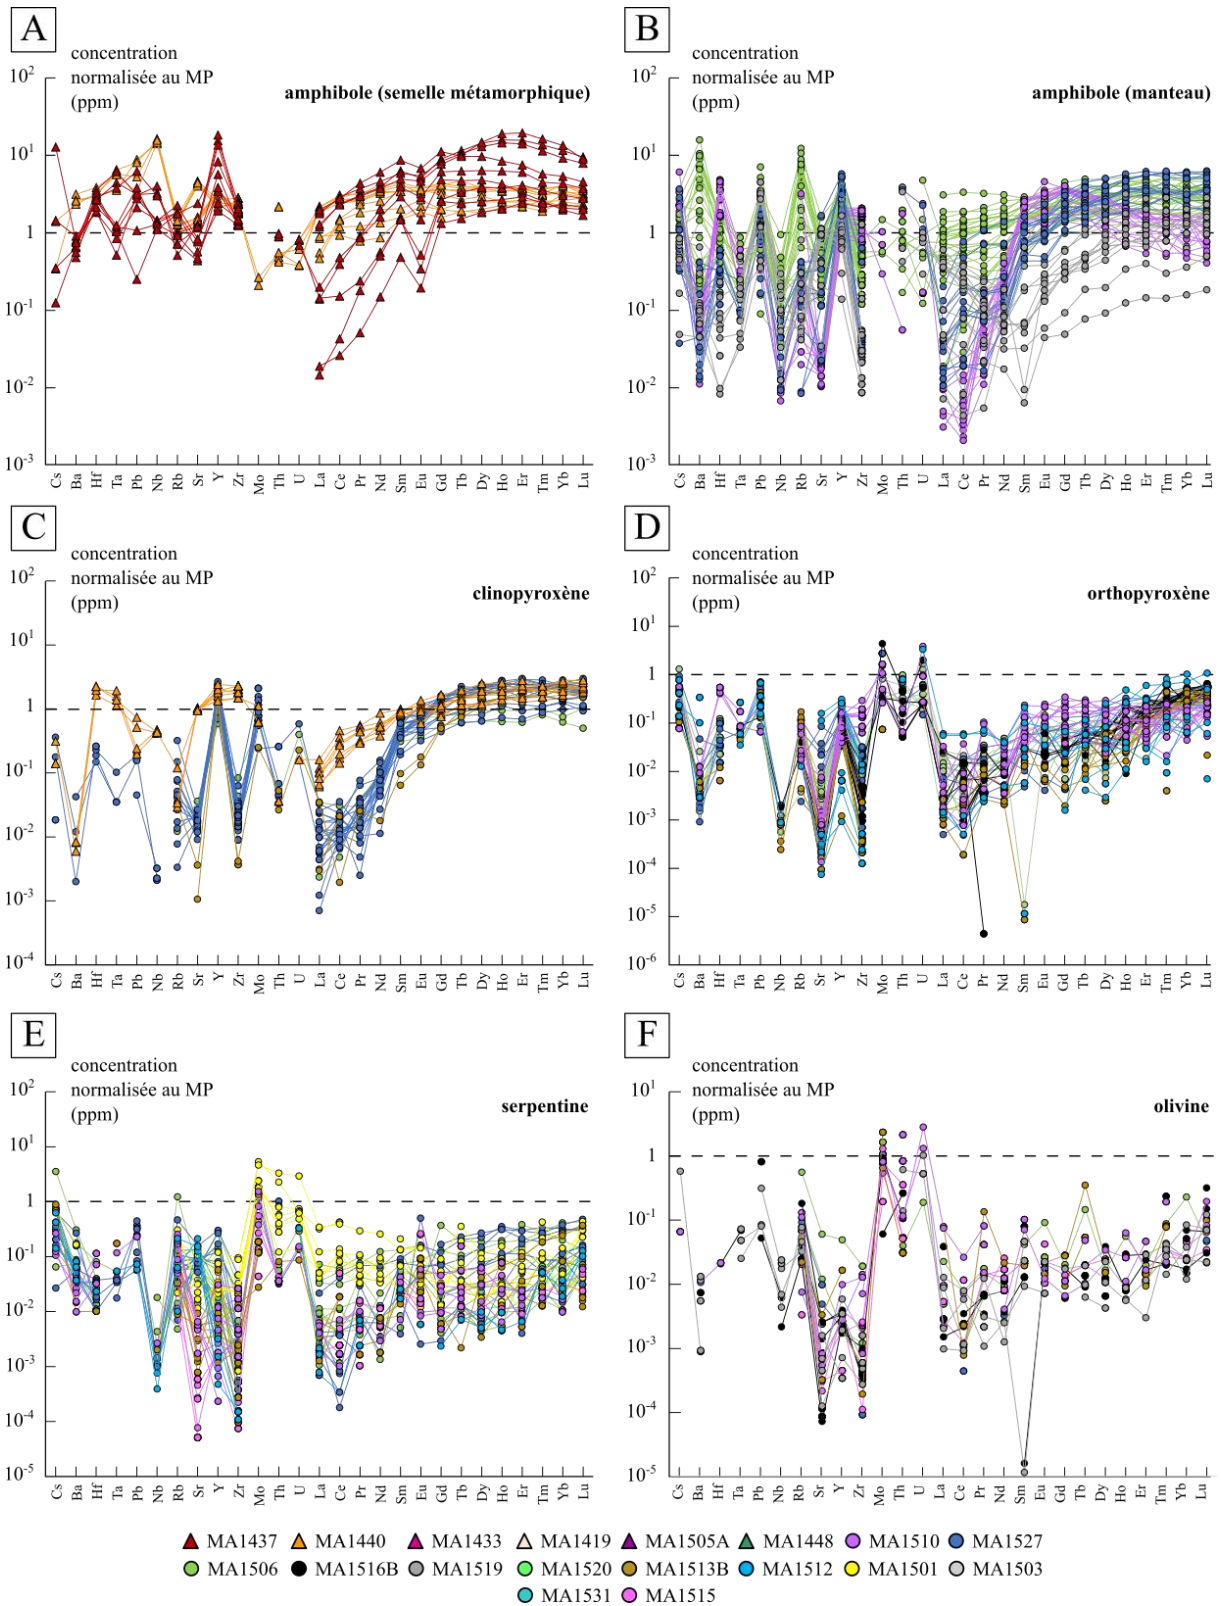 A
concentration
normalisée au MP
(ppm)
amphibole (semelle métamorphique)
10²
10¹
1
10⁻¹
10⁻²
10⁻³
Cs Ba Hf Ta Pb Nb Rb Sr Y Zr Mo Th U La Ce Pr Nd Sm Eu Gd Tb Dy Ho Er Tm Yb Lu
B
concentration
normalisée au MP
(ppm)
amphibole (manteau)
10²
10¹
1
10⁻¹
10⁻²
10⁻³
Cs Ba Hf Ta Pb Nb Rb Sr Y Zr Mo Th U La Ce Pr Nd Sm Eu Gd Tb Dy Ho Er Tm Yb Lu
C
concentration
normalisée au MP
(ppm)
clinopyroxène
10²
10¹
1
10⁻¹
10⁻²
10⁻³
10⁻⁴
Cs Ba Hf Ta Pb Nb Rb Sr Y Zr Mo Th U La Ce Pr Nd Sm Eu Gd Tb Dy Ho Er Tm Yb Lu
D
concentration
normalisée au MP
(ppm)
orthopyroxène
10²
10¹
1
10⁻¹
10⁻²
10⁻³
10⁻⁴
10⁻⁵
10⁻⁶
Cs Ba Hf Ta Pb Nb Rb Sr Y Zr Mo Th U La Ce Pr Nd Sm Eu Gd Tb Dy Ho Er Tm Yb Lu
E
concentration
normalisée au MP
(ppm)
serpentine
10²
10¹
1
10⁻¹
10⁻²
10⁻³
10⁻⁴
10⁻⁵
Cs Ba Hf Ta Pb Nb Rb Sr Y Zr Mo Th U La Ce Pr Nd Sm Eu Gd Tb Dy Ho Er Tm Yb Lu
F
concentration
normalisée au MP
(ppm)
olivine
10¹
1
10⁻¹
10⁻²
10⁻³
10⁻⁴
10⁻⁵
Cs Ba Hf Ta Pb Nb Rb Sr Y Zr Mo Th U La Ce Pr Nd Sm Eu Gd Tb Dy Ho Er Tm Yb Lu
MA1437 MA1440 MA1433 MA1419 MA1505A MA1448 MA1510 MA1527
MA1506 MA1516B MA1519 MA1520 MA1513B MA1512 MA1501 MA1503
MA1531 MA1515